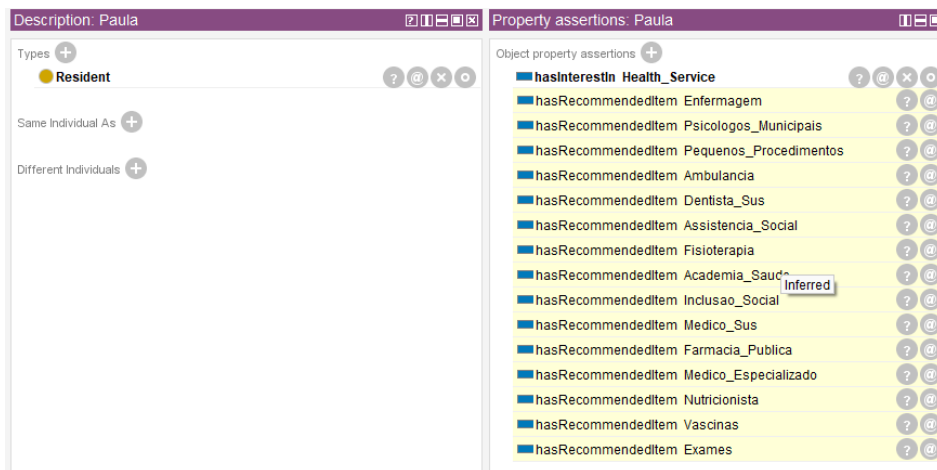 Description: Paula
Types
Resident
Same Individual As
Different Individuals
Property assertions: Paula
Object property assertions
hasInterestIn Health_Service
hasRecommendedItem Enfermagem
hasRecommendedItem Psicologos_Municipais
hasRecommendedItem Pequenos_Procedimentos
hasRecommendedItem Ambulancia
hasRecommendedItem Dentista_Sus
hasRecommendedItem Assistencia_Social
hasRecommendedItem Fisioterapia
hasRecommendedItem Academia_Saude
Inferred
hasRecommendedItem Inclusao_Social
hasRecommendedItem Medico_Sus
hasRecommendedItem Farmacia_Publica
hasRecommendedItem Medico_Especializado
hasRecommendedItem Nutricionista
hasRecommendedItem Vascinas
hasRecommendedItem Exames